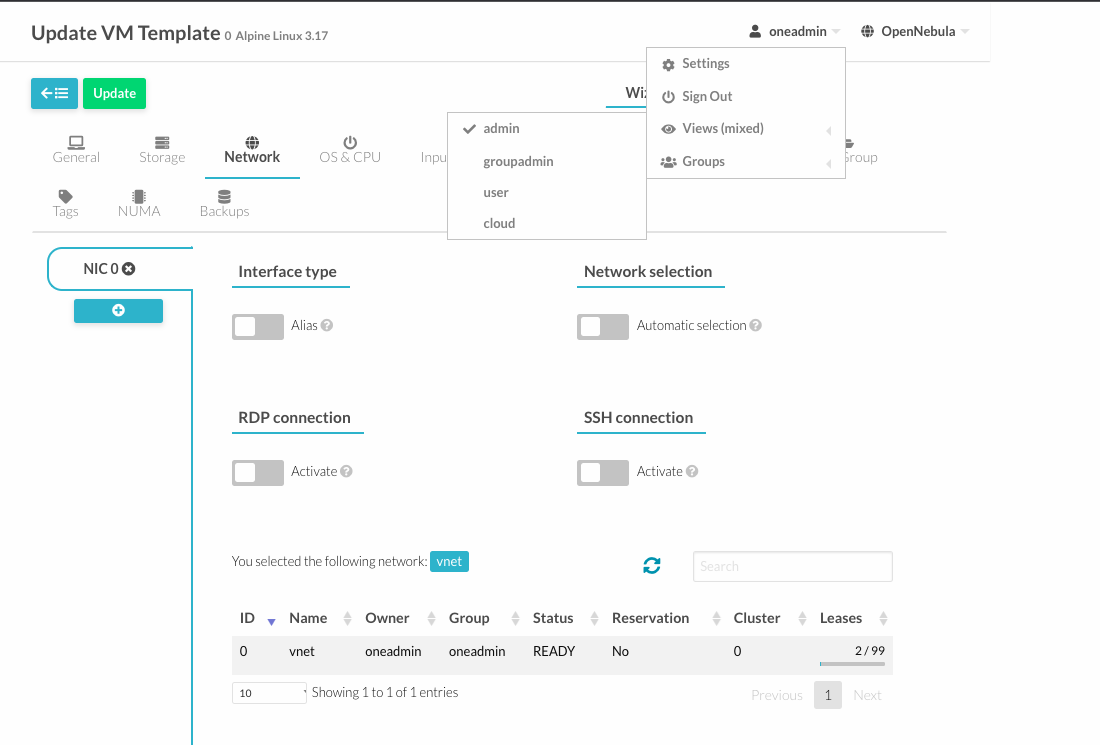 Update VM Template 0 Alpine Linux 3.17
oneadmin
OpenNebula
Settings
Sign Out
Views (mixed)
Groups
admin
groupadmin
user
cloud
Update
General
Storage
Network
OS & CPU
Tags
NUMA
Backups
NIC 0
Interface type
Network selection
Alias
Automatic selection
RDP connection
SSH connection
Activate
Activate
You selected the following network: vnet
Search
ID Name Owner Group Status Reservation Cluster Leases
0 vnet oneadmin oneadmin READY No 0 2 / 99
10 Showing 1 to 1 of 1 entries
Previous 1 Next